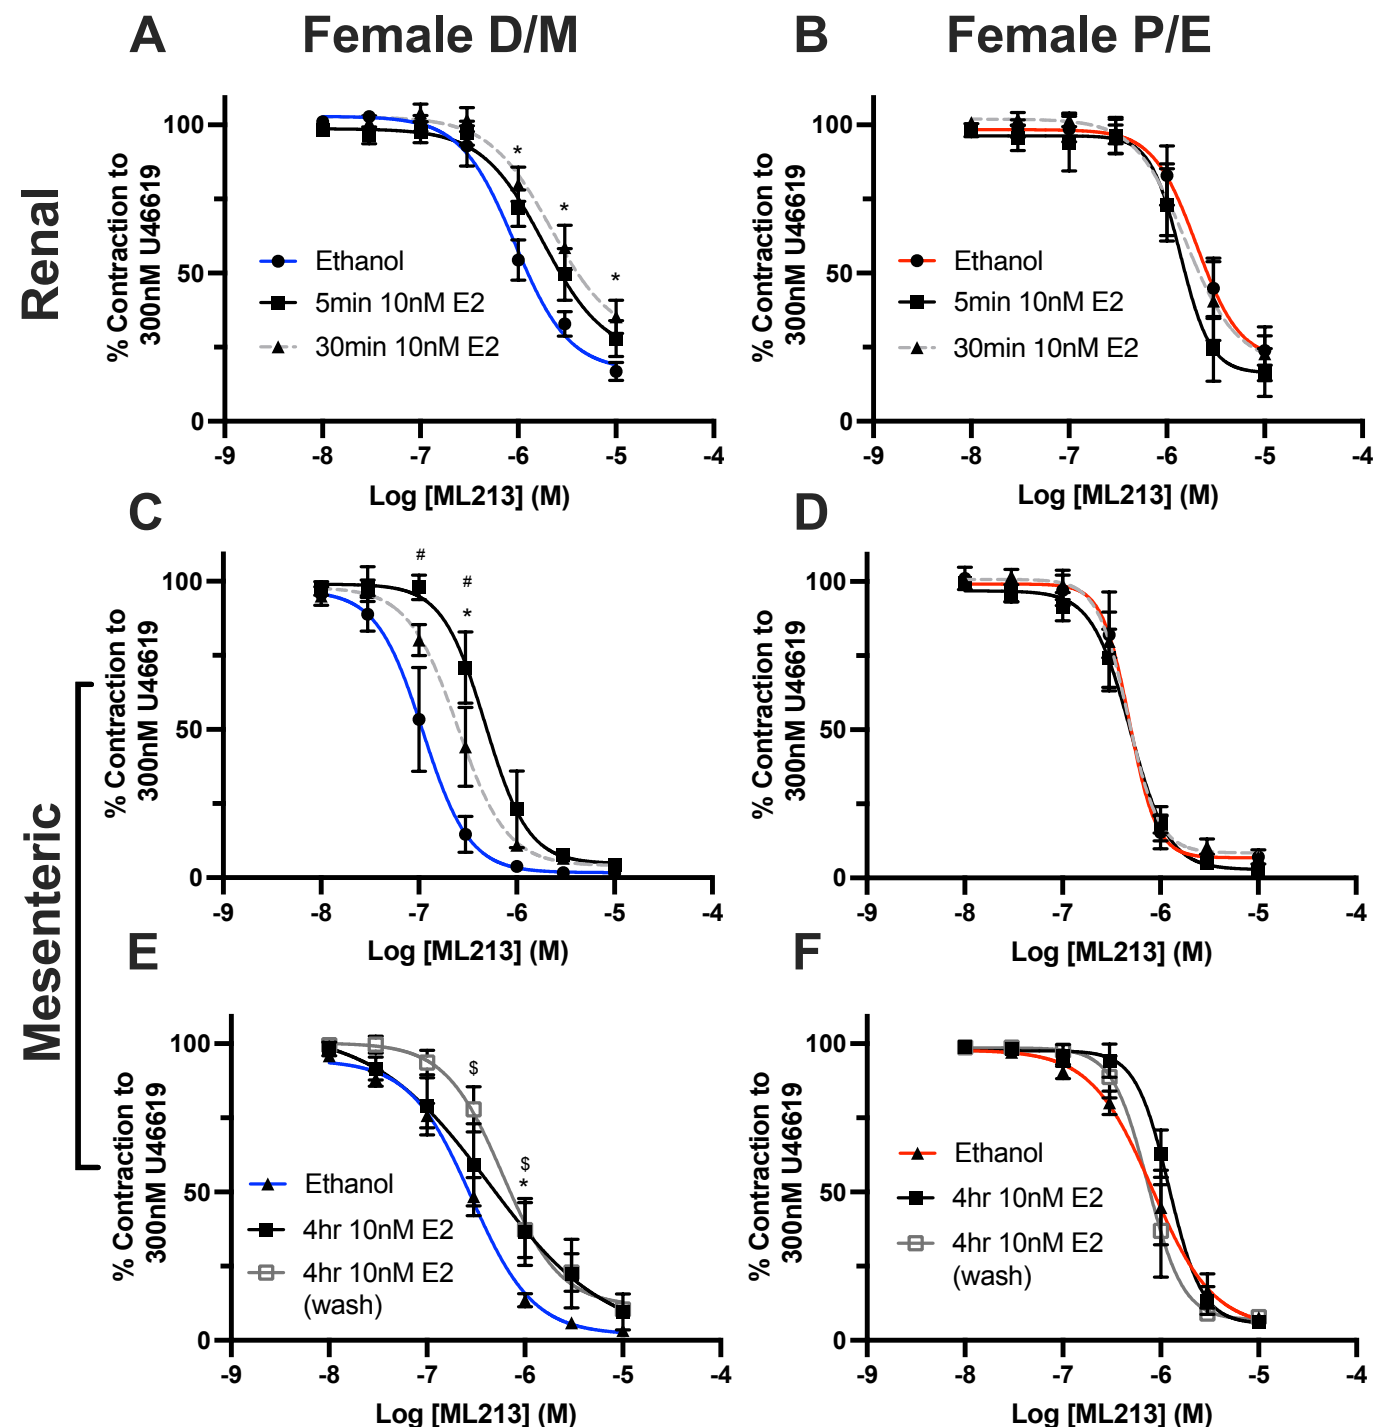 A
Female D/M
B
Female P/E
Renal
% Contraction to
300nM U46619
100
50
0
-9
-8
-7
-6
-5
-4
Log [ML213] (M)
Ethanol
5min 10nM E2
30min 10nM E2
*
*
*
% Contraction to
300nM U46619
100
50
0
-9
-8
-7
-6
-5
-4
Log [ML213] (M)
Ethanol
5min 10nM E2
30min 10nM E2
Mesenteric
C
% Contraction to
300nM U46619
100
50
0
-9
-8
-7
-6
-5
-4
Log [ML213] (M)
#
#
*
D
% Contraction to
300nM U46619
100
50
0
-9
-8
-7
-6
-5
-4
Log [ML213] (M)
E
% Contraction to
300nM U46619
100
50
0
-9
-8
-7
-6
-5
-4
Log [ML213] (M)
$
$
*
Ethanol
4hr 10nM E2
4hr 10nM E2
(wash)
F
% Contraction to
300nM U46619
100
50
0
-9
-8
-7
-6
-5
-4
Log [ML213] (M)
Ethanol
4hr 10nM E2
4hr 10nM E2
(wash)